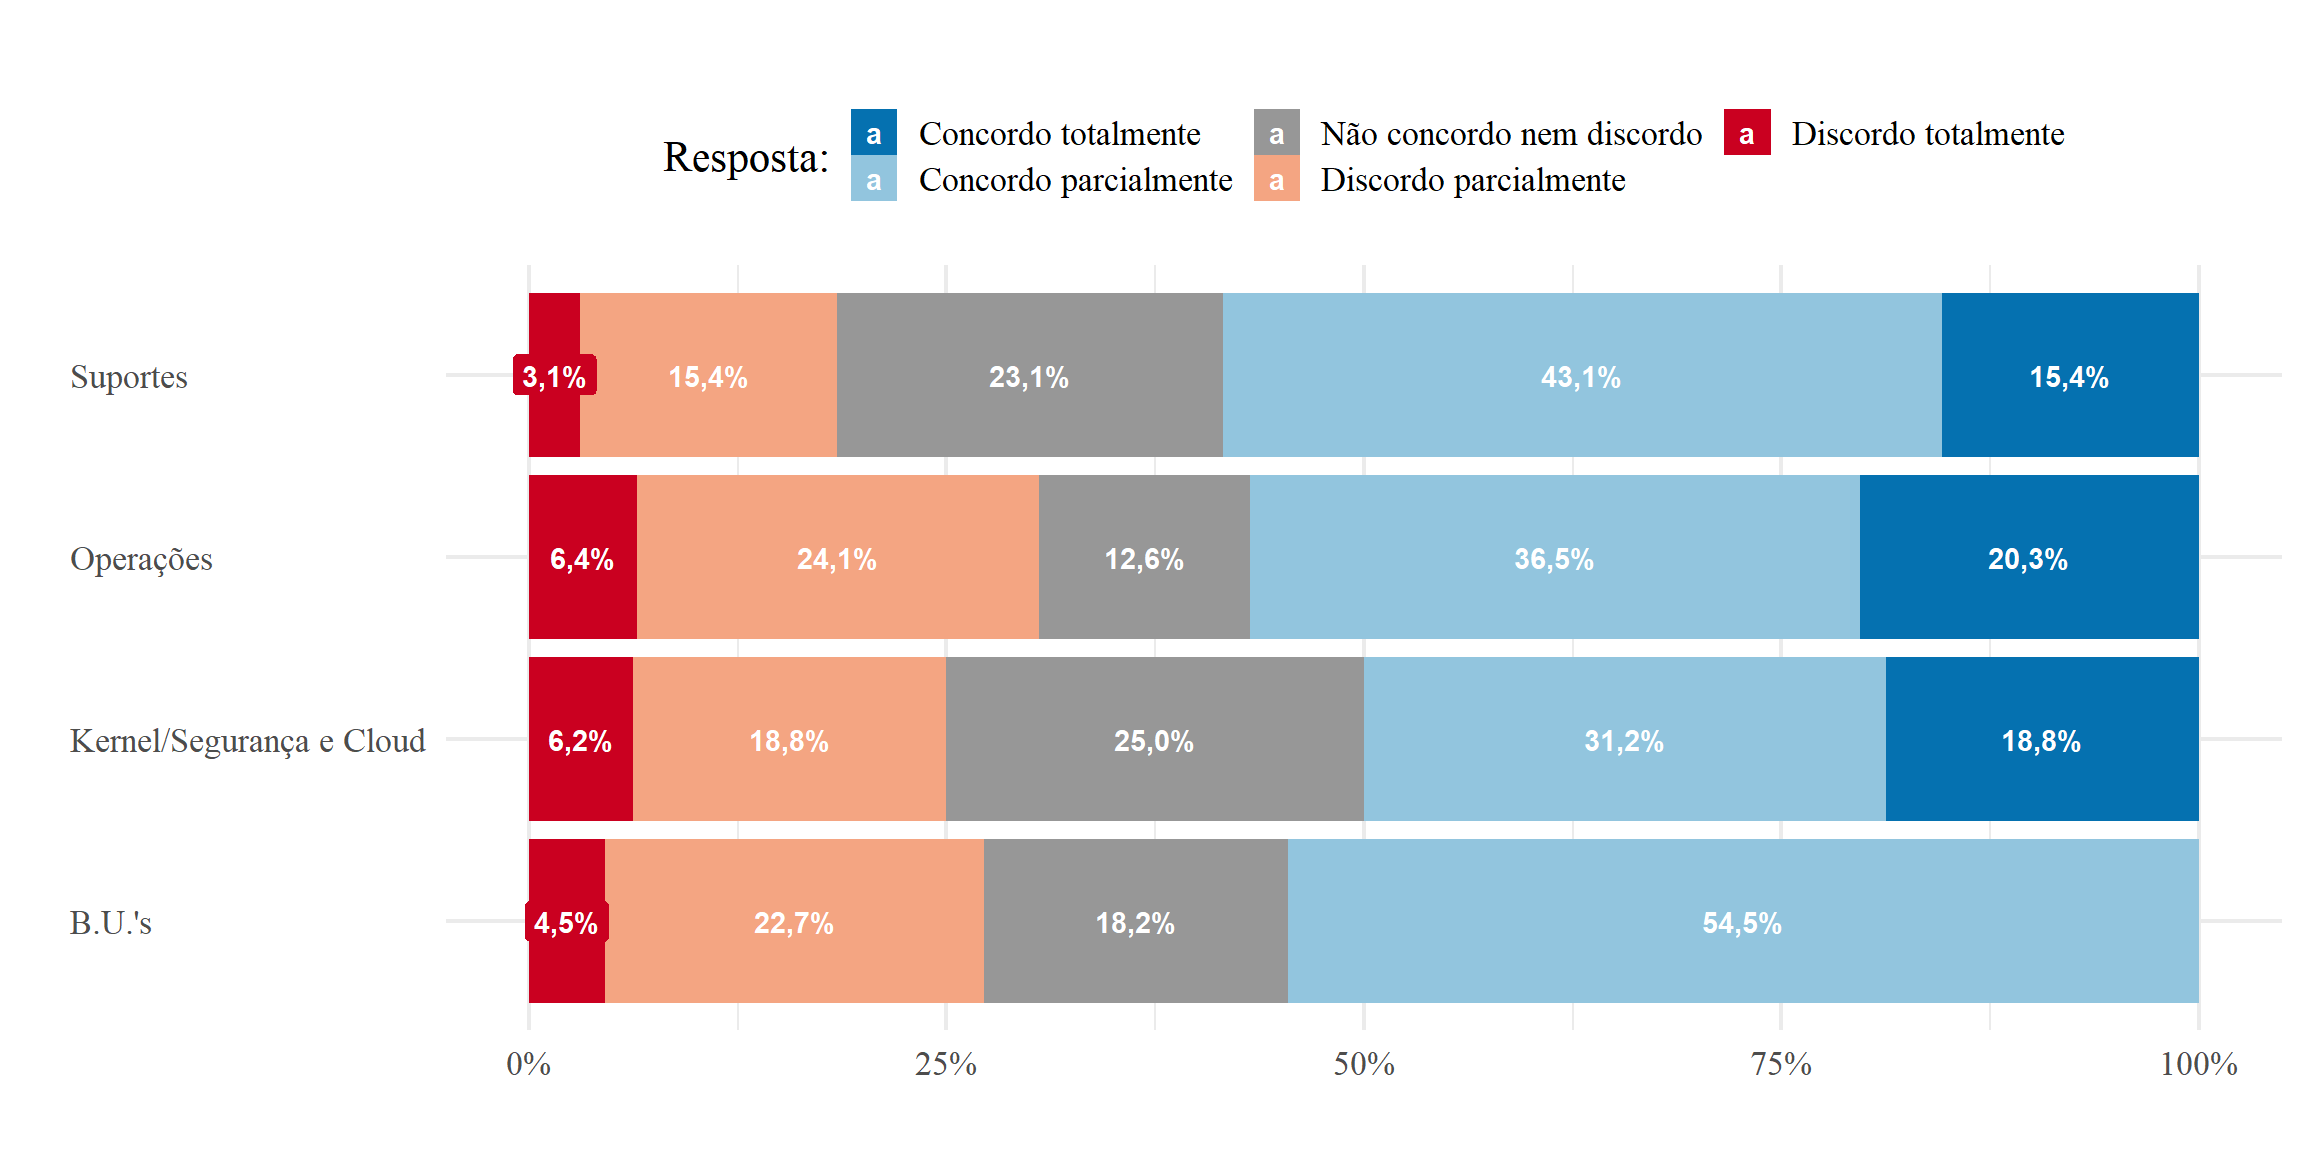 Resposta:
a Concordo totalmente
a Não concordo nem discordo
a Discordo totalmente
a Concordo parcialmente
a Discordo parcialmente
Suportes
3,1%
15,4%
23,1%
43,1%
15,4%
Operações
6,4%
24,1%
12,6%
36,5%
20,3%
Kernel/Segurança e Cloud
6,2%
18,8%
25,0%
31,2%
18,8%
B.U.'s
4,5%
22,7%
18,2%
54,5%
0%
25%
50%
75%
100%